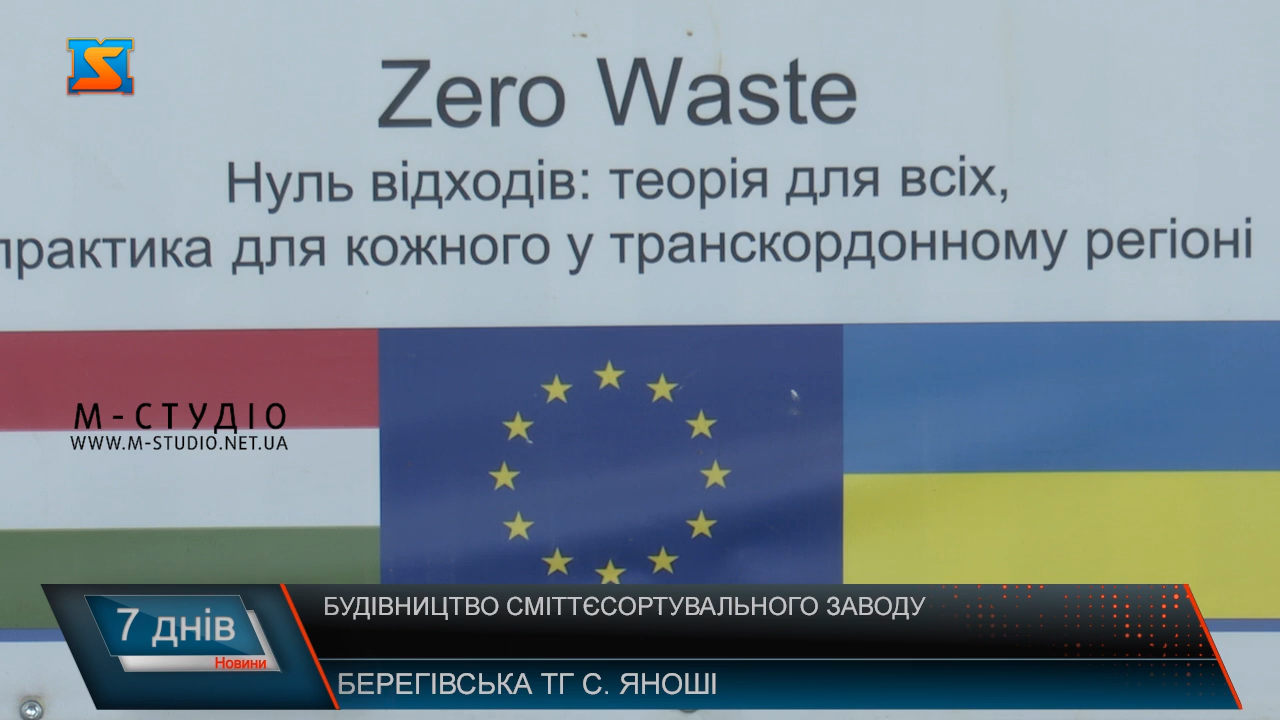 Zero Waste
Нуль відходів: теорія для всіх,
практика для кожного у транскордонному регіоні
М-СТУДІО
WWW.M-STUDIO.NET.UA
7 днів
Новини
БУДІВНИЦТВО СМІТТЄСОРТУВАЛЬНОГО ЗАВОДУ
БЕРЕГІВСЬКА ТГ С. ЯНОШІ